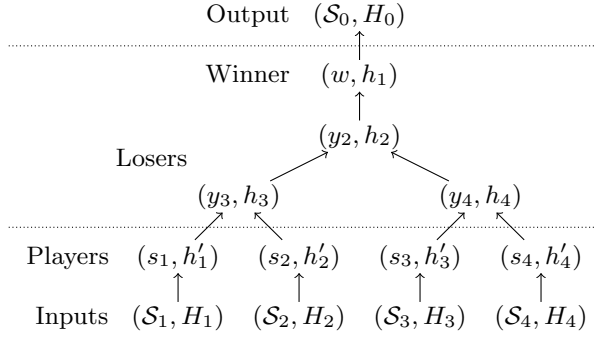 Output (𝒮₀, H₀)
Winner (w, h₁)
(y₂, h₂)
Losers
(y₃, h₃) (y₄, h₄)
Players (s₁, h′₁) (s₂, h′₂) (s₃, h′₃) (s₄, h′₄)
Inputs (𝒮₁, H₁) (𝒮₂, H₂) (𝒮₃, H₃) (𝒮₄, H₄)